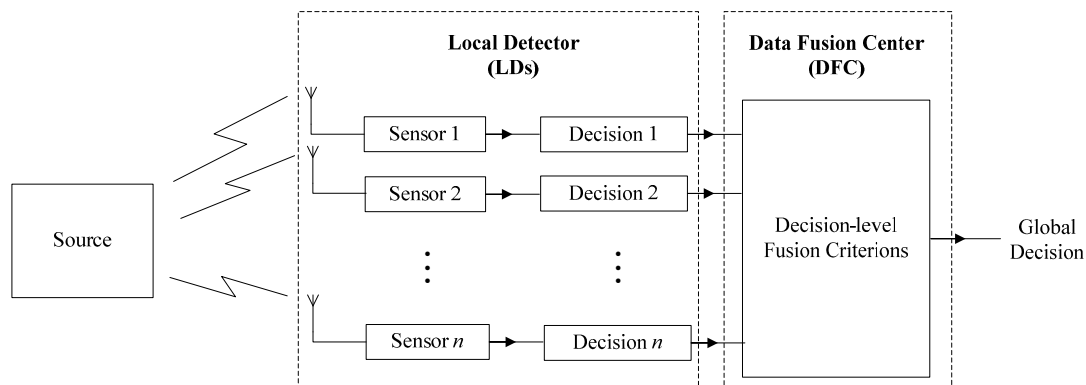 Local Detector
(LDs)
Data Fusion Center
(DFC)
Sensor 1
Decision 1
Sensor 2
Decision 2
Source
Decision-level
Fusion Criterions
Global
Decision
Sensor n
Decision n